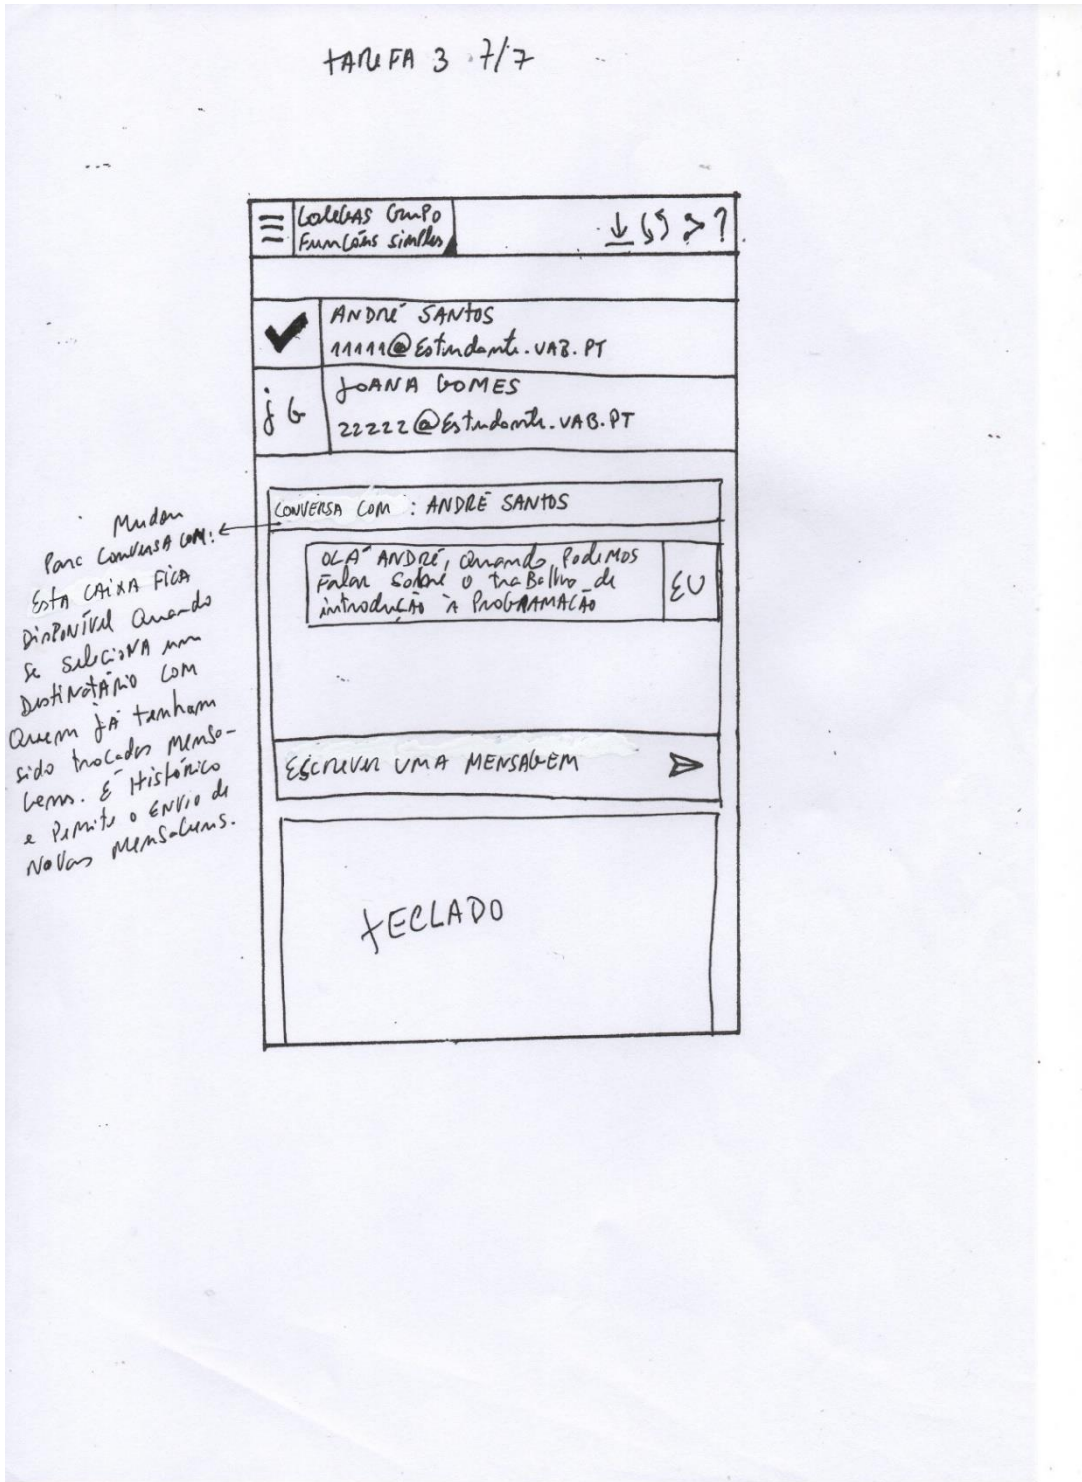 TAREFA 3 7/7
COLEGAS GRUPO
FUNÇÕES SIMPLES
?
ANDRÉ SANTOS
11111@Estudante.UAB.PT
JG
JOANA GOMES
22222@Estudante.UAB.PT
CONVERSA COM : ANDRÉ SANTOS
OLÁ ANDRÉ, Quando Podemos
Falar Sobre o traBalho de
introdução À PROGRAMAÇÃO
EU
ESCREVER UMA MENSAGEM
TECLADO
Mudou
Para CONVERSA COM:
ESTA CAIXA FICA
DISPONÍVEL Quando
se seleciONA um
DestiNatÁRIO COM
Quem JÁ tenham
sido trocadas MENSA-
GENS. É HistÓRico
e Permite o ENVIO de
NOVAS MENSAGENS.